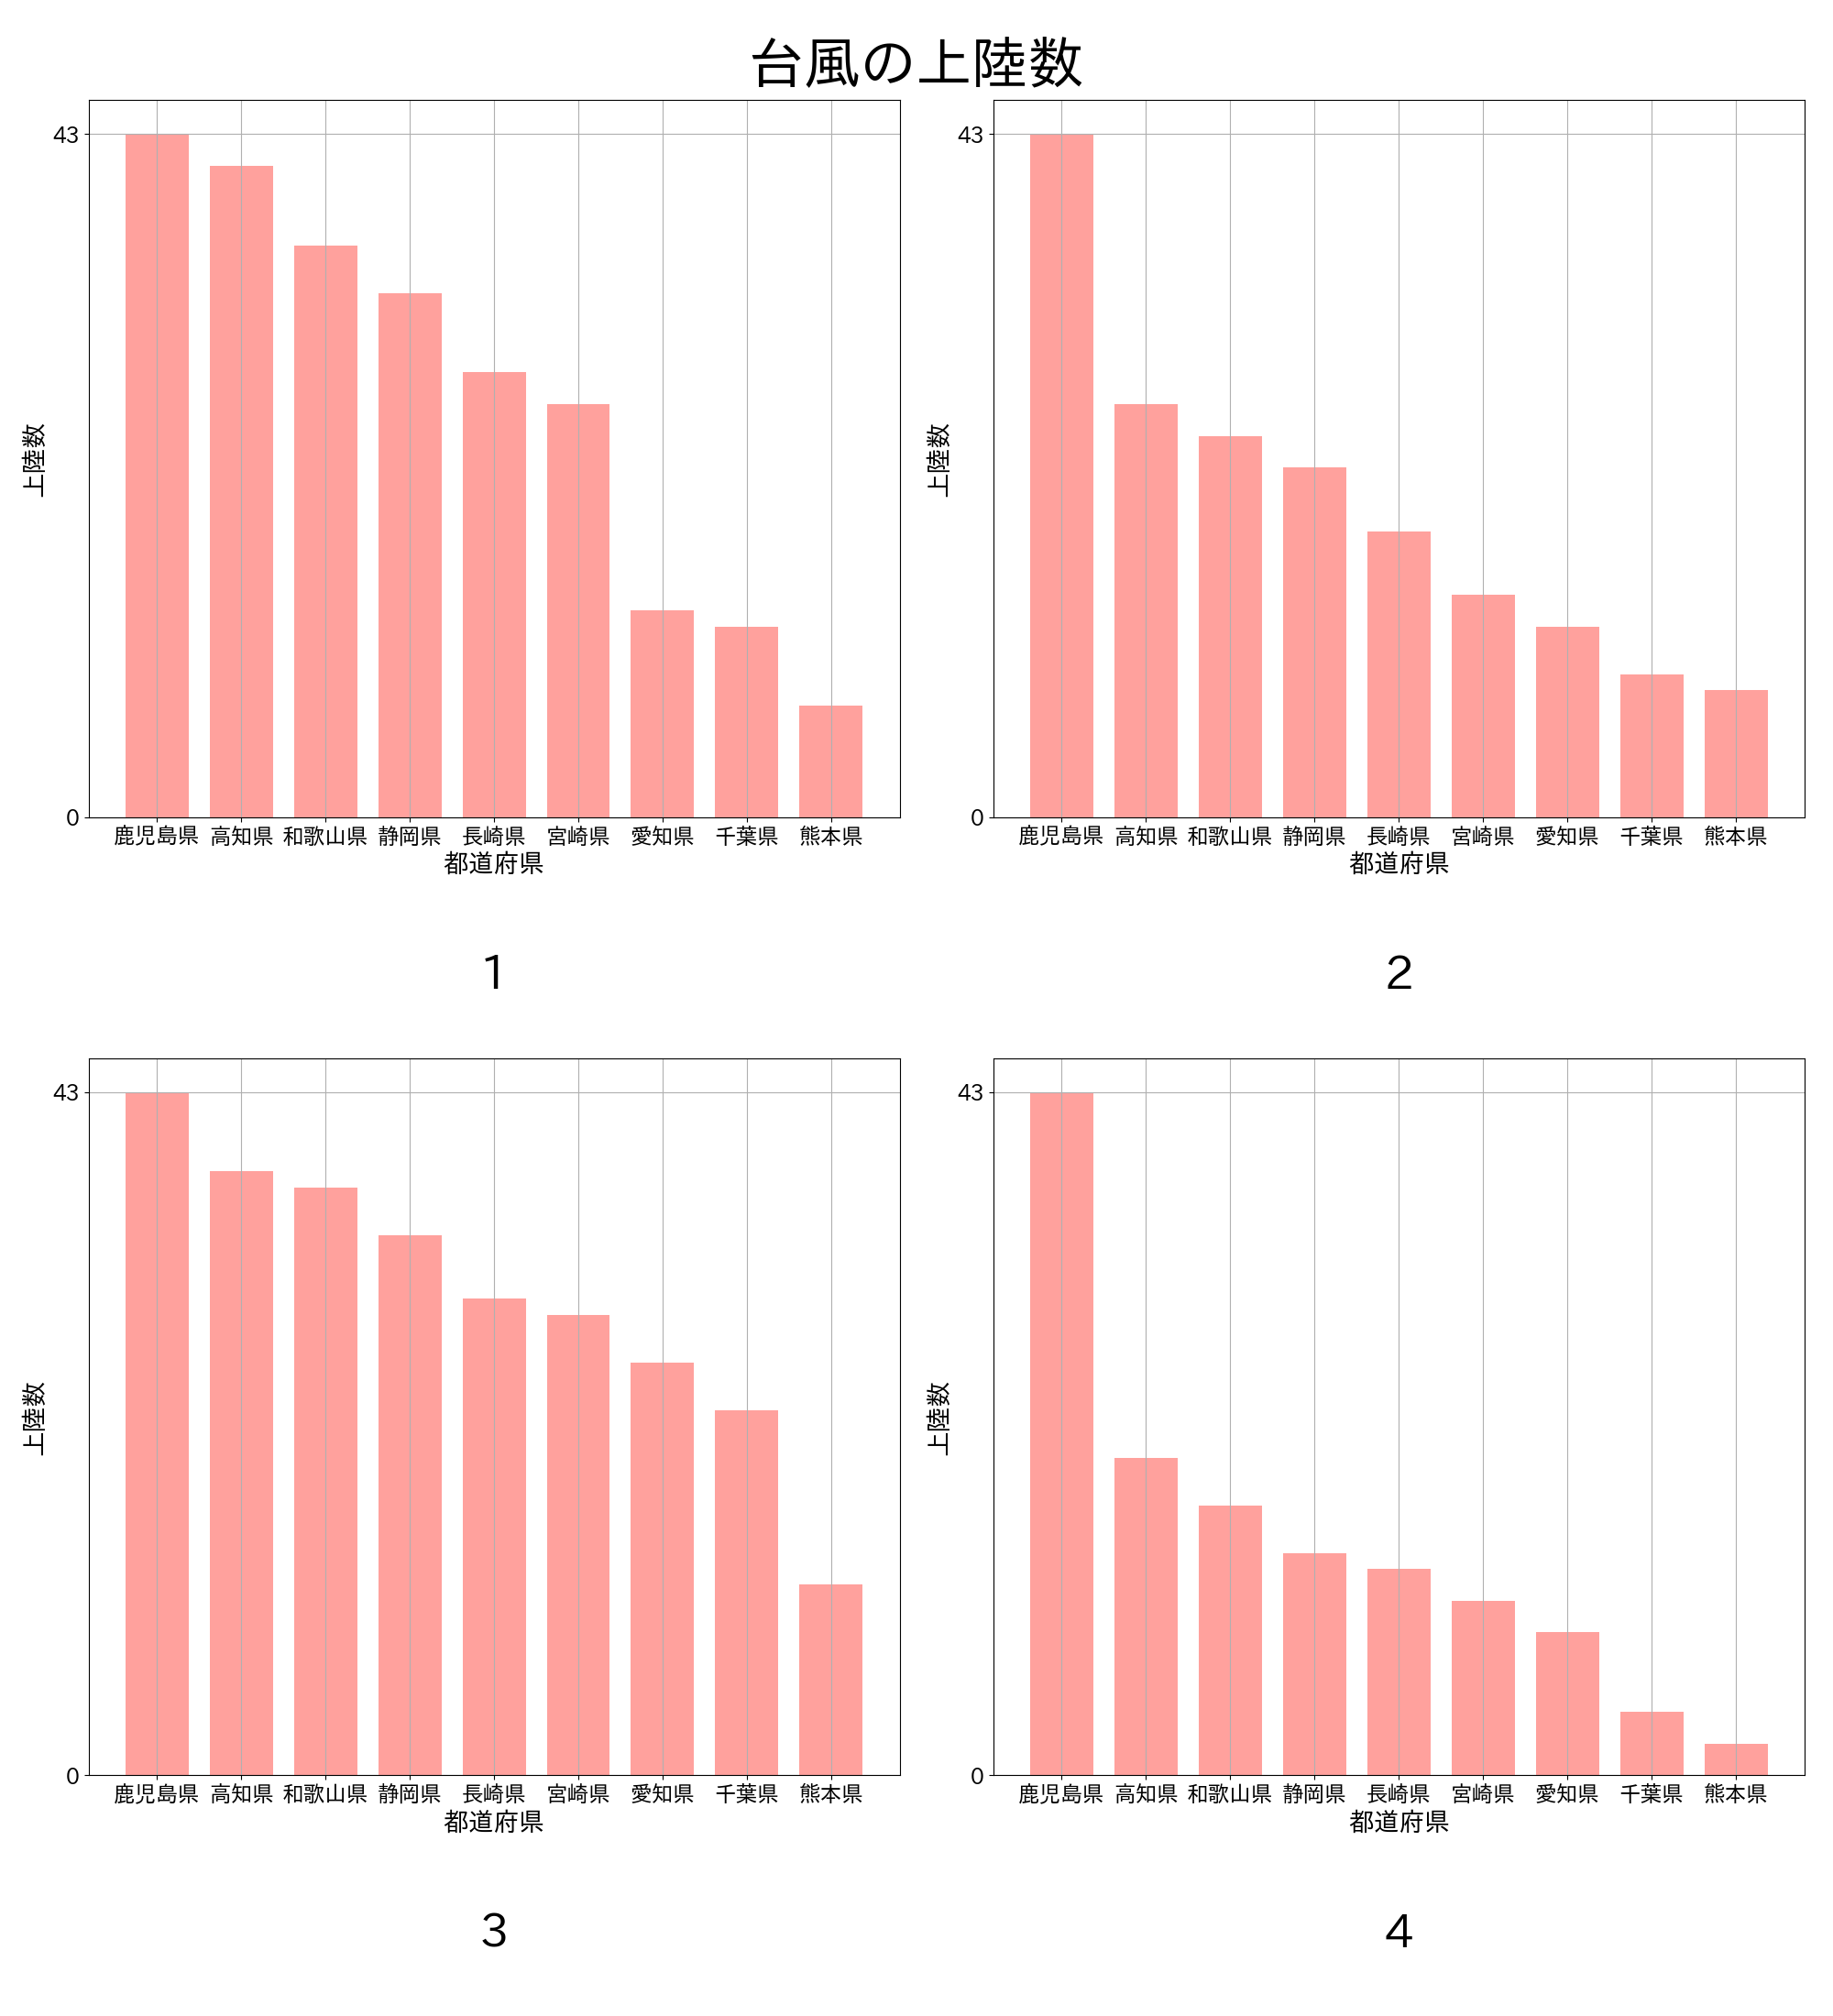 台風の上陸数
43
0
上陸数
鹿児島県 高知県 和歌山県 静岡県 長崎県 宮崎県 愛知県 千葉県 熊本県
都道府県
1
43
0
上陸数
鹿児島県 高知県 和歌山県 静岡県 長崎県 宮崎県 愛知県 千葉県 熊本県
都道府県
2
43
0
上陸数
鹿児島県 高知県 和歌山県 静岡県 長崎県 宮崎県 愛知県 千葉県 熊本県
都道府県
3
43
0
上陸数
鹿児島県 高知県 和歌山県 静岡県 長崎県 宮崎県 愛知県 千葉県 熊本県
都道府県
4